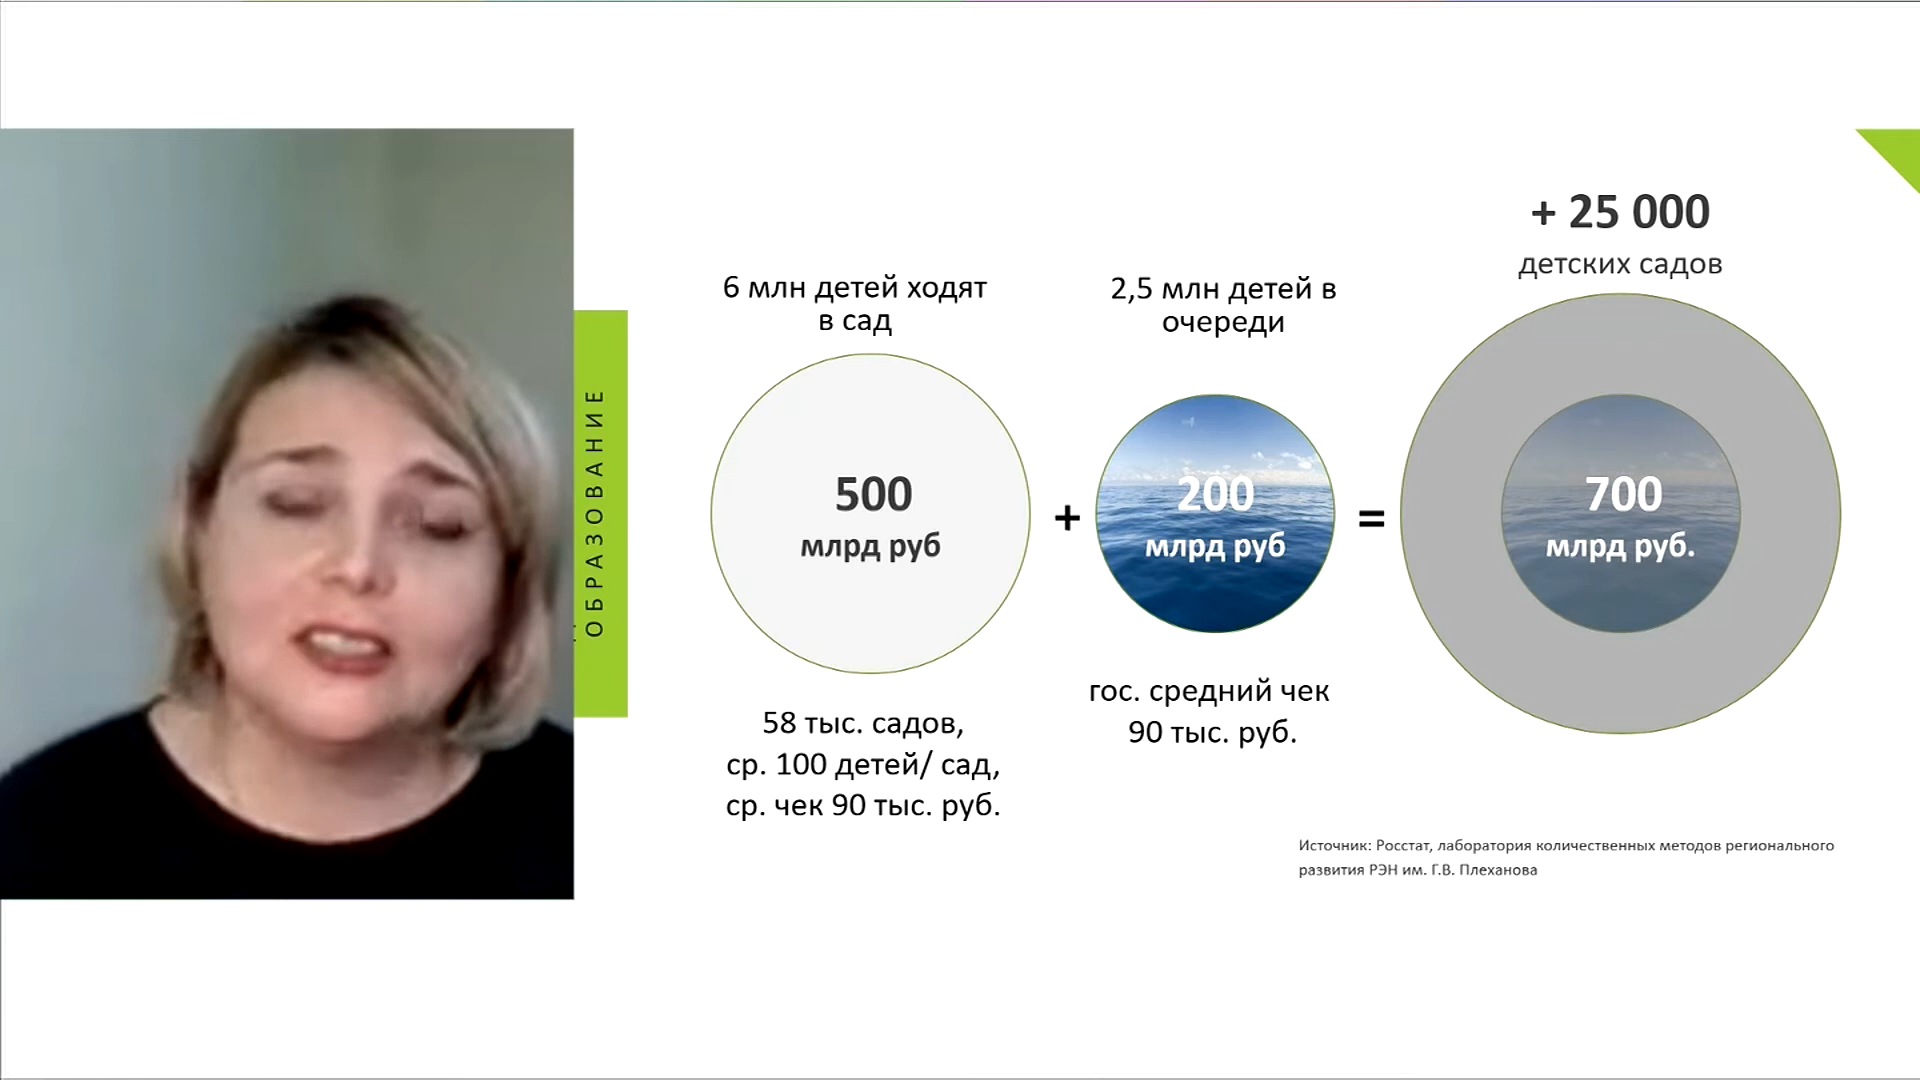 ОБРАЗОВАНИЕ
6 млн детей ходят
в сад
500
млрд руб
58 тыс. садов,
ср. 100 детей/ сад,
ср. чек 90 тыс. руб.
+
2,5 млн детей в
очереди
200
млрд руб
гос. средний чек
90 тыс. руб.
=
+ 25 000
детских садов
700
млрд руб.
Источник: Росстат, лаборатория количественных методов регионального
развития РЭН им. Г.В. Плеханова